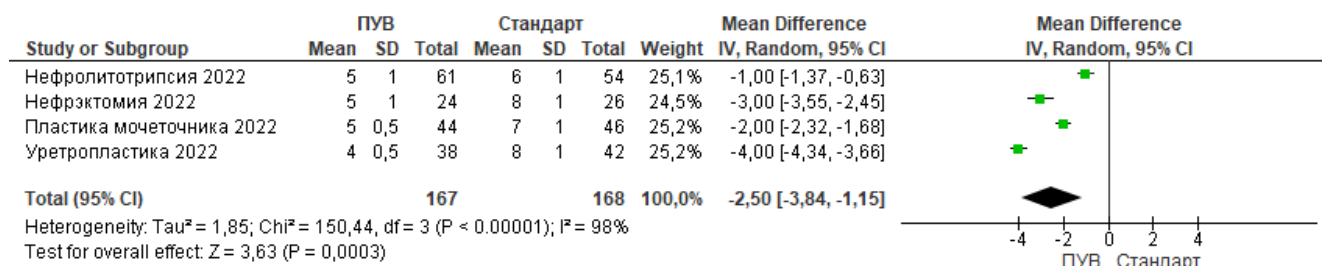 ПУВ Стандарт Mean Difference Mean Difference
Study or Subgroup Mean SD Total Mean SD Total Weight IV, Random, 95% CI IV, Random, 95% CI
Нефролитотрипсия 2022 5 1 61 6 1 54 25,1% -1,00 [-1,37, -0,63]
Нефрэктомия 2022 5 1 24 8 1 26 24,5% -3,00 [-3,55, -2,45]
Пластика мочеточника 2022 5 0,5 44 7 1 46 25,2% -2,00 [-2,32, -1,68]
Уретропластика 2022 4 0,5 38 8 1 42 25,2% -4,00 [-4,34, -3,66]
Total (95% CI) 167 168 100,0% -2,50 [-3,84, -1,15]
Heterogeneity: Tau² = 1,85; Chi² = 150,44, df = 3 (P < 0.00001); I² = 98%
Test for overall effect: Z = 3,63 (P = 0,0003)
-4 -2 0 2 4
ПУВ Стандарт